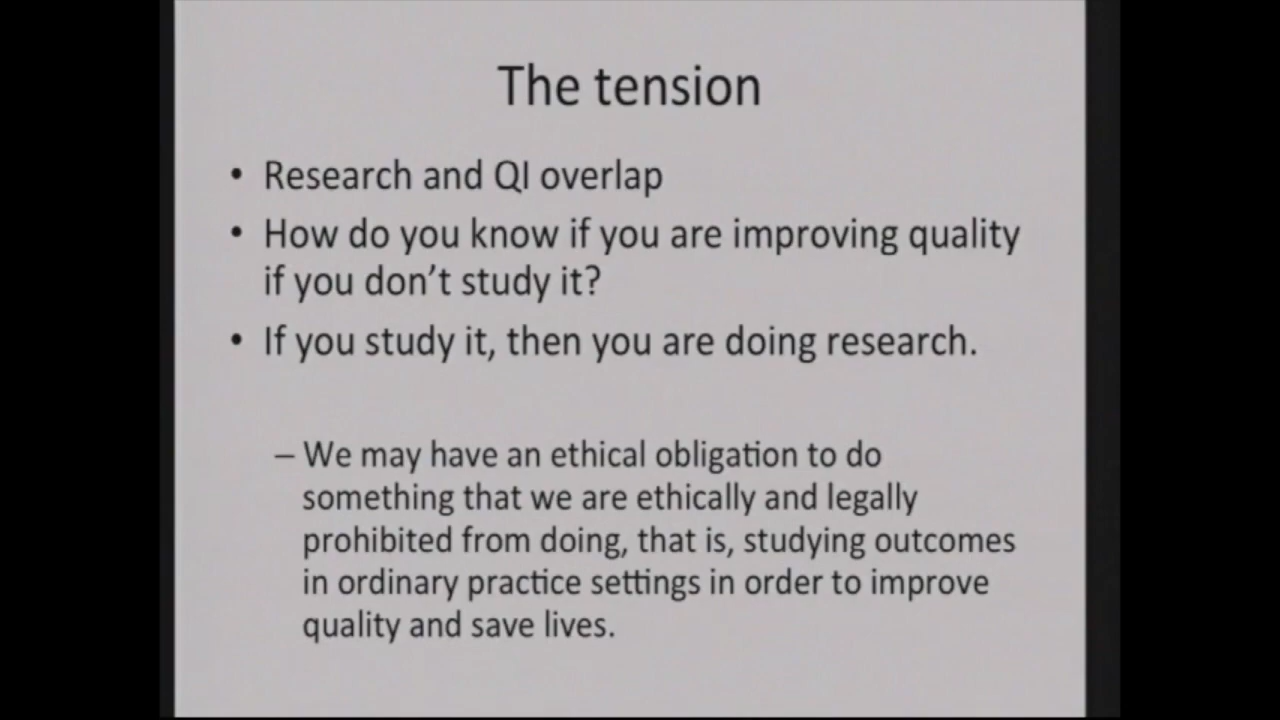 The tension
• Research and QI overlap
• How do you know if you are improving quality
if you don't study it?
• If you study it, then you are doing research.
– We may have an ethical obligation to do
something that we are ethically and legally
prohibited from doing, that is, studying outcomes
in ordinary practice settings in order to improve
quality and save lives.